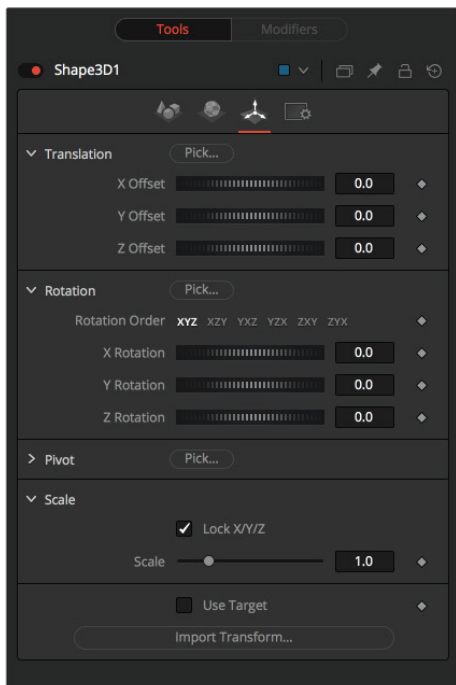 Tools Modifiers
Shape3D1
Translation Pick...
X Offset 0.0
Y Offset 0.0
Z Offset 0.0
Rotation Pick...
Rotation Order XYZ XZY YXZ YZX ZXY ZYX
X Rotation 0.0
Y Rotation 0.0
Z Rotation 0.0
Pivot Pick...
Scale
Lock X/Y/Z
Scale 1.0
Use Target
Import Transform...